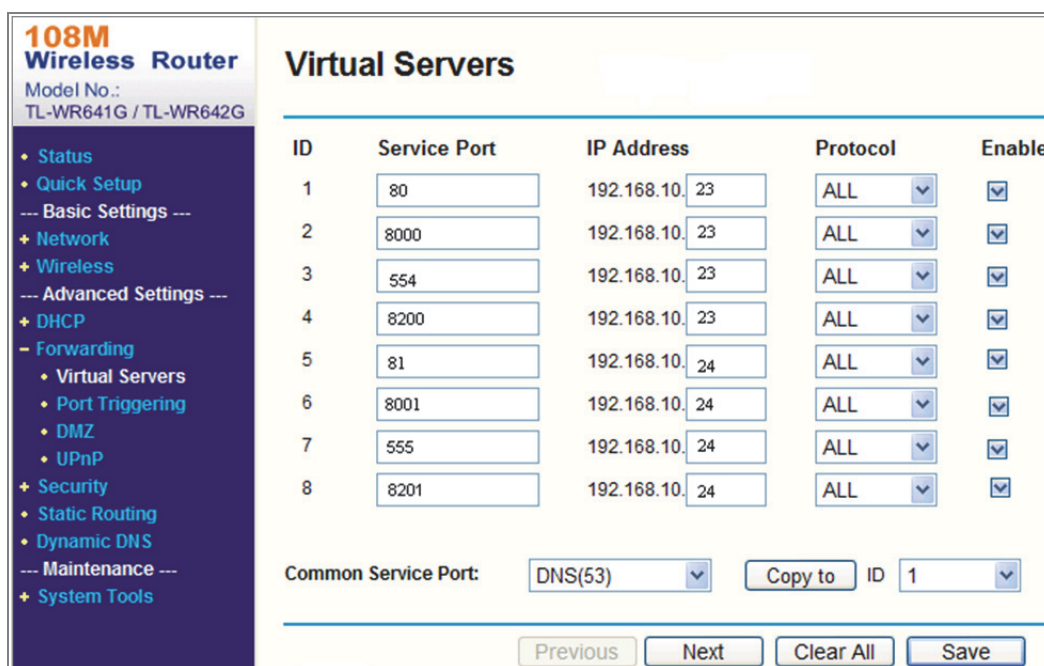 108M
Wireless Router
Model No.:
TL-WR641G / TL-WR642G
Status
Quick Setup
--- Basic Settings ---
Network
Wireless
--- Advanced Settings ---
DHCP
Forwarding
Virtual Servers
Port Triggering
DMZ
UPnP
Security
Static Routing
Dynamic DNS
--- Maintenance ---
System Tools
Virtual Servers
ID Service Port IP Address Protocol Enable
1 80 192.168.10. 23 ALL
2 8000 192.168.10. 23 ALL
3 554 192.168.10. 23 ALL
4 8200 192.168.10. 23 ALL
5 81 192.168.10. 24 ALL
6 8001 192.168.10. 24 ALL
7 555 192.168.10. 24 ALL
8 8201 192.168.10. 24 ALL
Common Service Port: DNS(53) Copy to ID 1
Previous Next Clear All Save